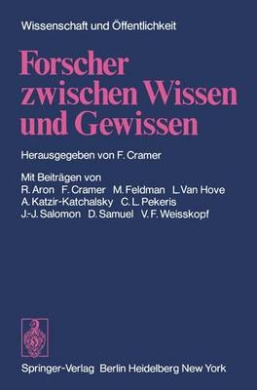 Wissenschaft und Öffentlichkeit
Forscher
zwischen Wissen
und Gewissen
Herausgegeben von F. Cramer
Mit Beiträgen von
R. Aron F. Cramer M. Feldman L. Van Hove
A. Katzir-Katchalsky C. L. Pekeris
J.-J. Salomon D. Samuel V. F. Weisskopf
Springer-Verlag Berlin Heidelberg New York